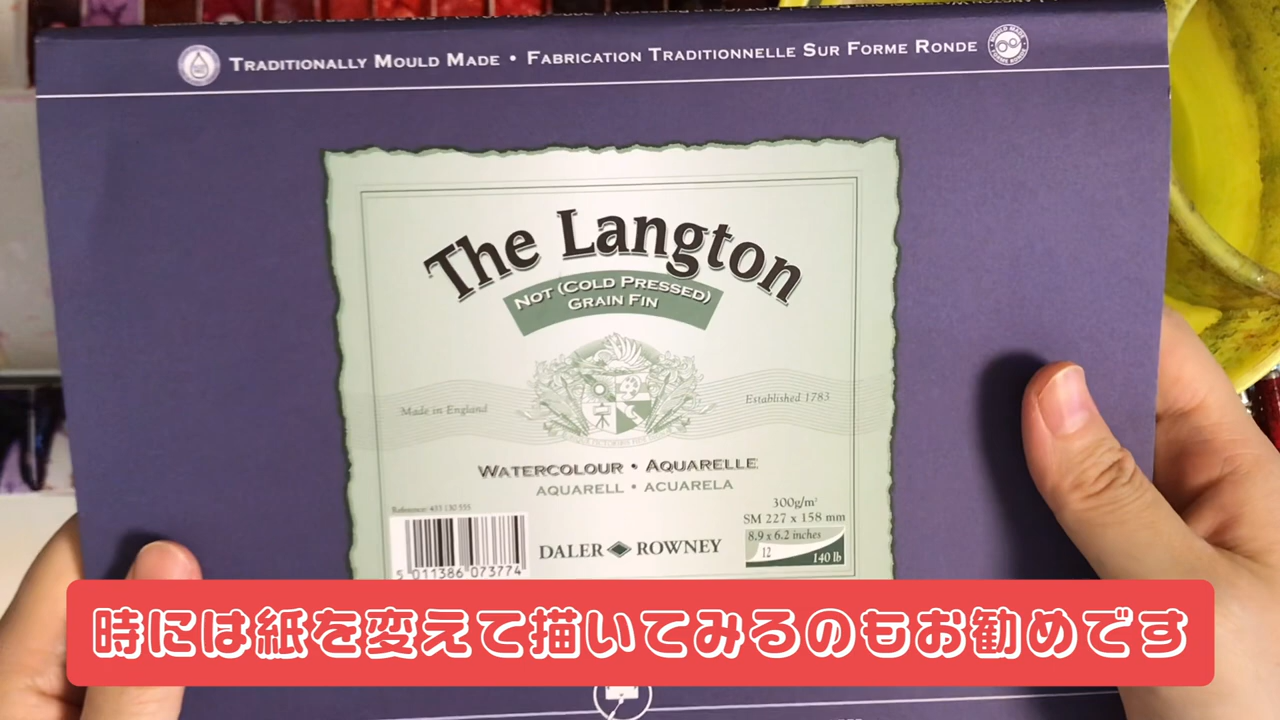 TRADITIONALLY MOULD MADE • FABRICATION TRADITIONNELLE SUR FORME RONDE
The Langton
NOT (COLD PRESSED)
GRAIN FIN
Made in England
Established 1783
WATERCOLOUR • AQUARELLE
AQUARELL • ACUARELA
300g/m²
SM 227 x 158 mm
8.9 x 6.2 inches
12
140 lb
DALER ROWNEY
5 011386 073774
時には紙を変えて描いてみるのもお勧めです